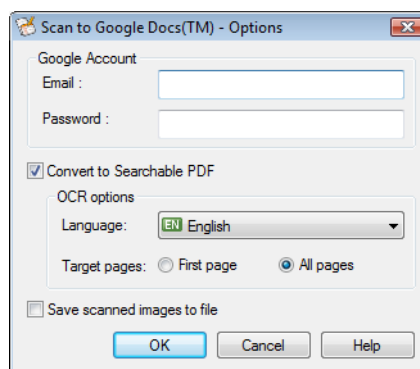 Scan to Google Docs(TM) - Options
Google Account
Email :
Password :
Convert to Searchable PDF
OCR options
Language: EN English
Target pages: First page All pages
Save scanned images to file
OK Cancel Help